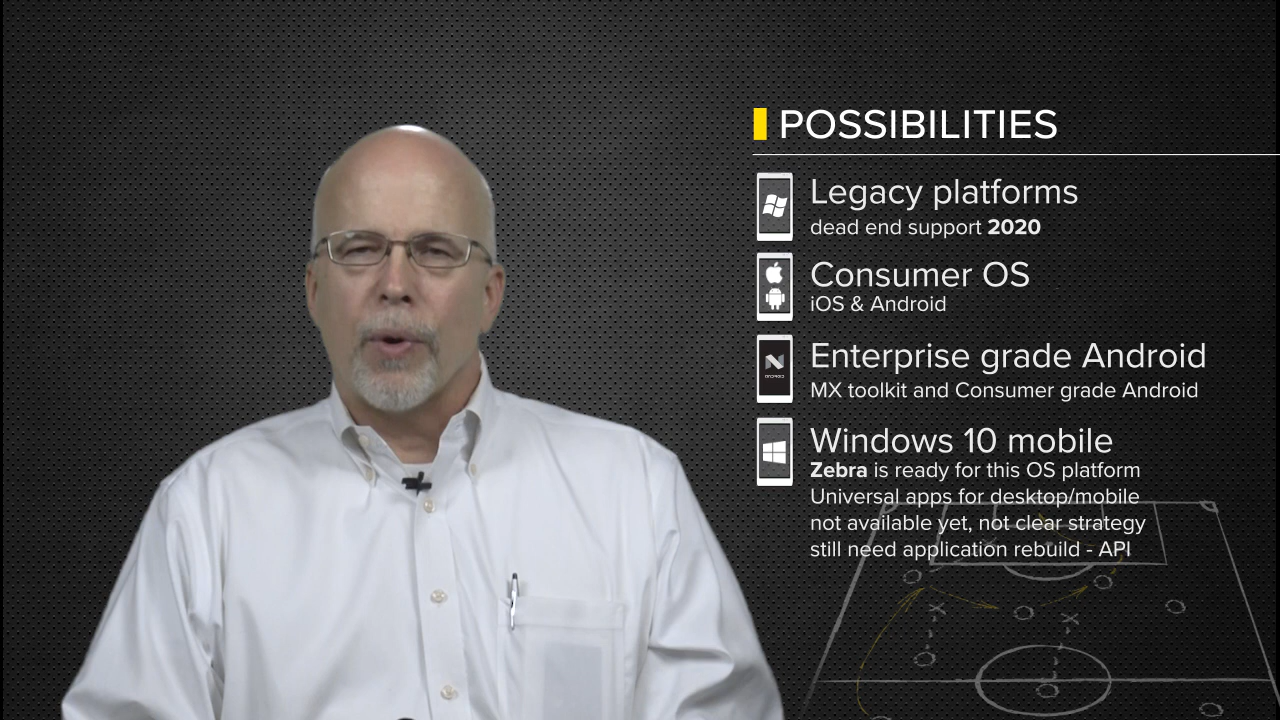 POSSIBILITIES
Legacy platforms
dead end support 2020
Consumer OS
iOS & Android
Enterprise grade Android
MX toolkit and Consumer grade Android
Windows 10 mobile
Zebra is ready for this OS platform
Universal apps for desktop/mobile
not available yet, not clear strategy
still need application rebuild - API